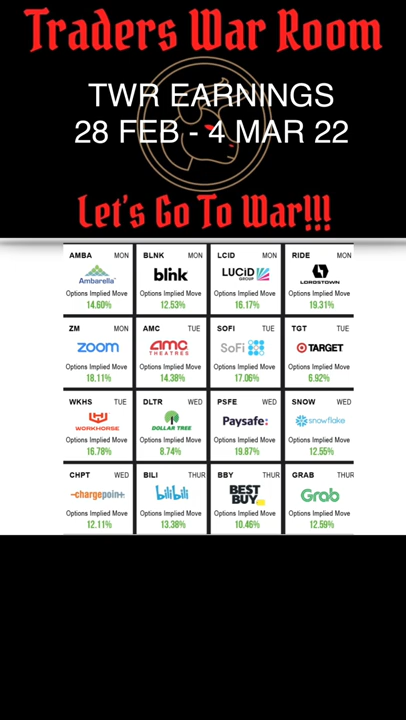 Traders War Room
TWR EARNINGS
28 FEB - 4 MAR 22
Let's Go To War!!!
AMBA MON
Ambarella
Options Implied Move
14.60%
BLNK MON
blink
Options Implied Move
12.53%
LCID MON
LUCID
GROUP
Options Implied Move
16.17%
RIDE MON
LORDSTOWN
Options Implied Move
19.31%
ZM MON
zoom
Options Implied Move
18.11%
AMC TUE
amc
THEATRES
Options Implied Move
14.38%
SOFI TUE
SoFi
Options Implied Move
17.06%
TGT TUE
TARGET
Options Implied Move
6.92%
WKHS TUE
WORKHORSE
Options Implied Move
16.78%
DLTR WED
DOLLAR TREE
Options Implied Move
8.74%
PSFE WED
Paysafe:
Options Implied Move
19.87%
SNOW WED
snowflake
Options Implied Move
12.55%
CHPT WED
-chargepoin+
Options Implied Move
12.11%
BILI THUR
bilibili
Options Implied Move
13.38%
BBY THUR
BEST
BUY
Options Implied Move
10.46%
GRAB THUR
Grab
Options Implied Move
12.59%